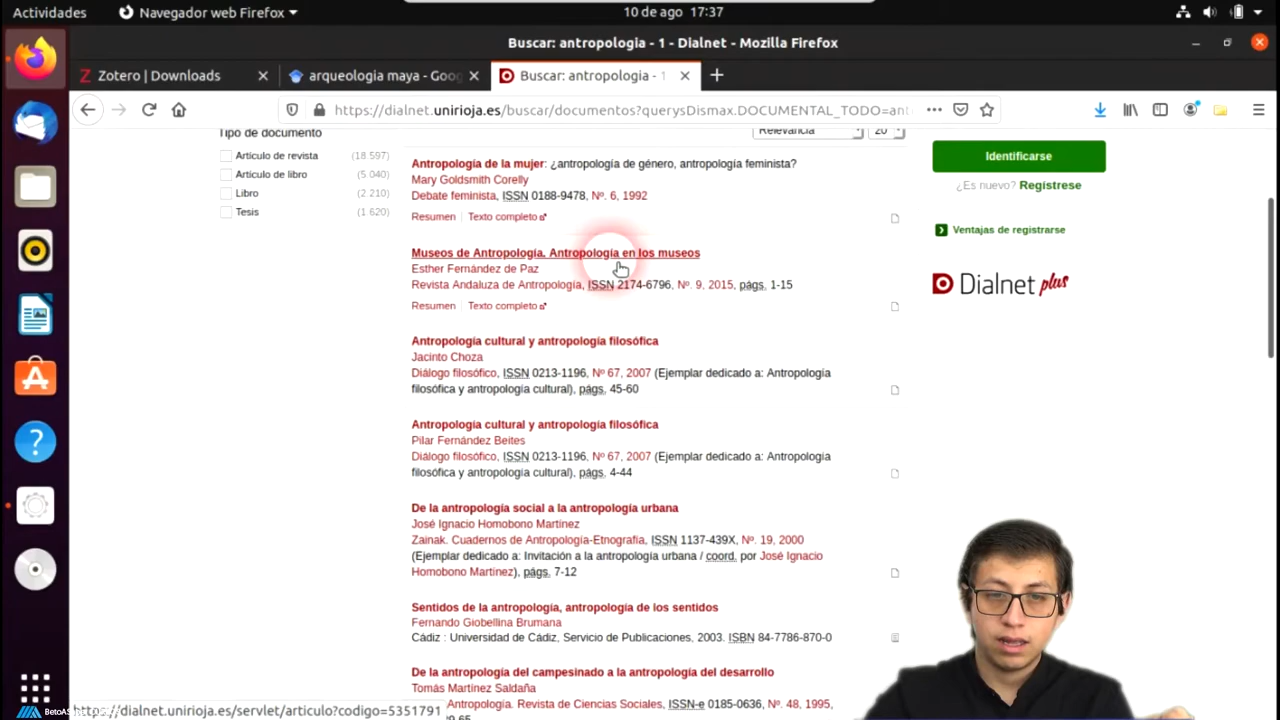 Actividades
Navegador web Firefox
10 de ago 17:37
Buscar: antropologia - 1 - Dialnet - Mozilla Firefox
Zotero | Downloads
arqueologia maya - Goog
Buscar: antropologia - 1
https://dialnet.unirioja.es/buscar/documentos?querysDismax.DOCUMENTAL_TODO=ant
Tipo de documento
Artículo de revista (18 597)
Artículo de libro (5 040)
Libro (2 210)
Tesis (1 620)
Relevancia
20
Antropología de la mujer: ¿antropología de género, antropología feminista?
Mary Goldsmith Corelly
Debate feminista, ISSN 0188-9478, Nº. 6, 1992
Resumen | Texto completo
Museos de Antropología, Antropología en los museos
Esther Fernández de Paz
Revista Andaluza de Antropología, ISSN 2174-6796, Nº. 9, 2015, págs. 1-15
Resumen | Texto completo
Antropología cultural y antropología filosófica
Jacinto Choza
Diálogo filosófico, ISSN 0213-1196, Nº 67, 2007 (Ejemplar dedicado a: Antropología
filosófica y antropología cultural), págs. 45-60
Antropología cultural y antropología filosófica
Pilar Fernández Beites
Diálogo filosófico, ISSN 0213-1196, Nº 67, 2007 (Ejemplar dedicado a: Antropología
filosófica y antropología cultural), págs. 4-44
De la antropología social a la antropología urbana
José Ignacio Homobono Martínez
Zainak. Cuadernos de Antropología-Etnografía, ISSN 1137-439X, Nº. 19, 2000
(Ejemplar dedicado a: Invitación a la antropología urbana / coord. por José Ignacio
Homobono Martínez), págs. 7-12
Sentidos de la antropología, antropología de los sentidos
Fernando Giobellina Brumana
Cádiz : Universidad de Cádiz, Servicio de Publicaciones, 2003. ISBN 84-7786-870-0
De la antropología del campesinado a la antropología del desarrollo
Tomás Martínez Saldaña
Antropología. Revista de Ciencias Sociales, ISSN-e 0185-0636, Nº. 48, 1995,
Identificarse
¿Es nuevo? Regístrese
Ventajas de registrarse
Dialnet plus
https://dialnet.unirioja.es/servlet/articulo?codigo=5351791